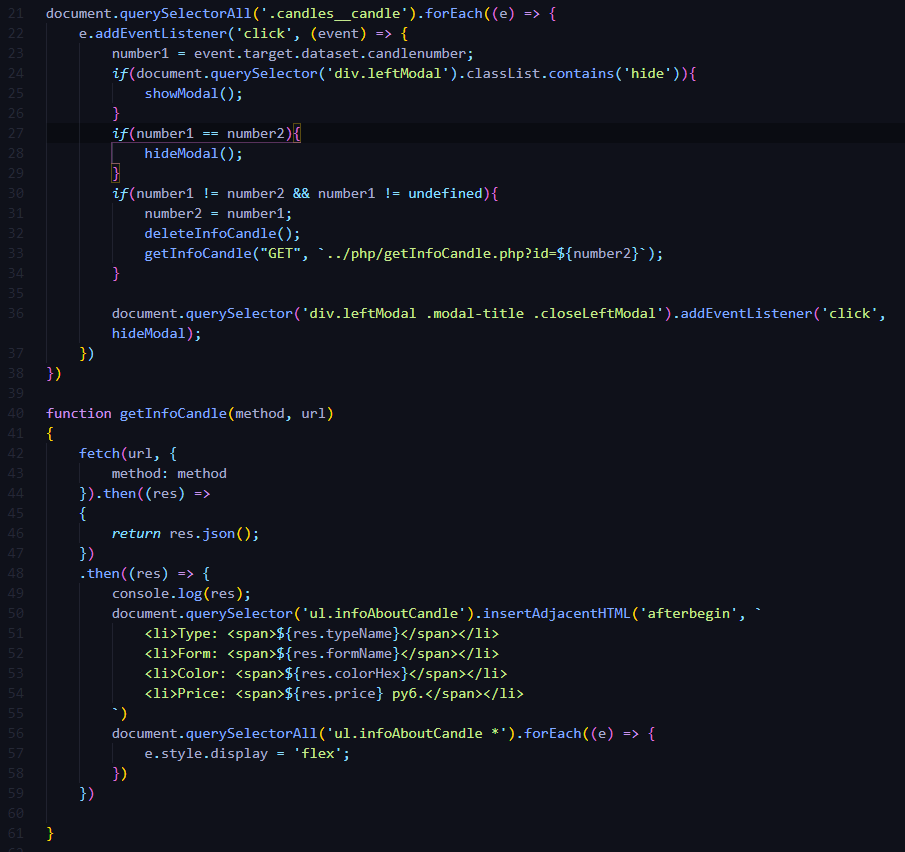 21 document.querySelectorAll('.candles__candle').forEach((e) => {
22 e.addEventListener('click', (event) => {
23 number1 = event.target.dataset.candlenumber;
24 if(document.querySelector('div.leftModal').classList.contains('hide')){
25 showModal();
26 }
27 if(number1 == number2){
28 hideModal();
29 }
30 if(number1 != number2 && number1 != undefined){
31 number2 = number1;
32 deleteInfoCandle();
33 getInfoCandle("GET", `../php/getInfoCandle.php?id=${number2}`);
34 }
35
36 document.querySelector('div.leftModal .modal-title .closeLeftModal').addEventListener('click',
hideModal);
37 })
38 })
39
40 function getInfoCandle(method, url)
41 {
42 fetch(url, {
43 method: method
44 }).then((res) =>
45 {
46 return res.json();
47 })
48 .then((res) => {
49 console.log(res);
50 document.querySelector('ul.infoAboutCandle').insertAdjacentHTML('afterbegin', `
51 <li>Type: <span>${res.typeName}</span></li>
52 <li>Form: <span>${res.formName}</span></li>
53 <li>Color: <span>${res.colorHex}</span></li>
54 <li>Price: <span>${res.price} руб.</span></li>
55 `)
56 document.querySelectorAll('ul.infoAboutCandle *').forEach((e) => {
57 e.style.display = 'flex';
58 })
59 })
60
61 }